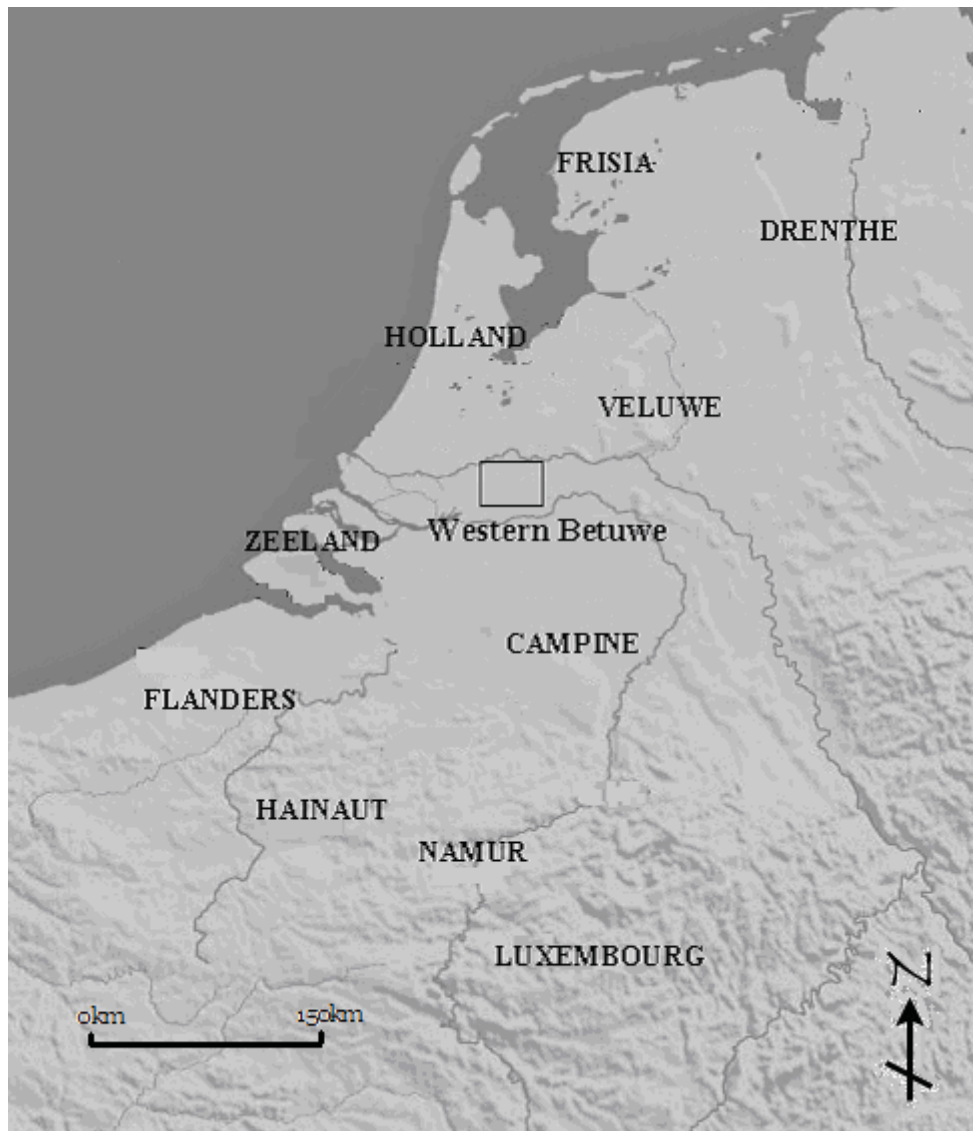 FRISIA
DRENTHE
HOLLAND
VELUWE
Western Betuwe
ZEELAND
CAMPINE
FLANDERS
HAINAUT
NAMUR
LUXEMBOURG
N
0km 150km